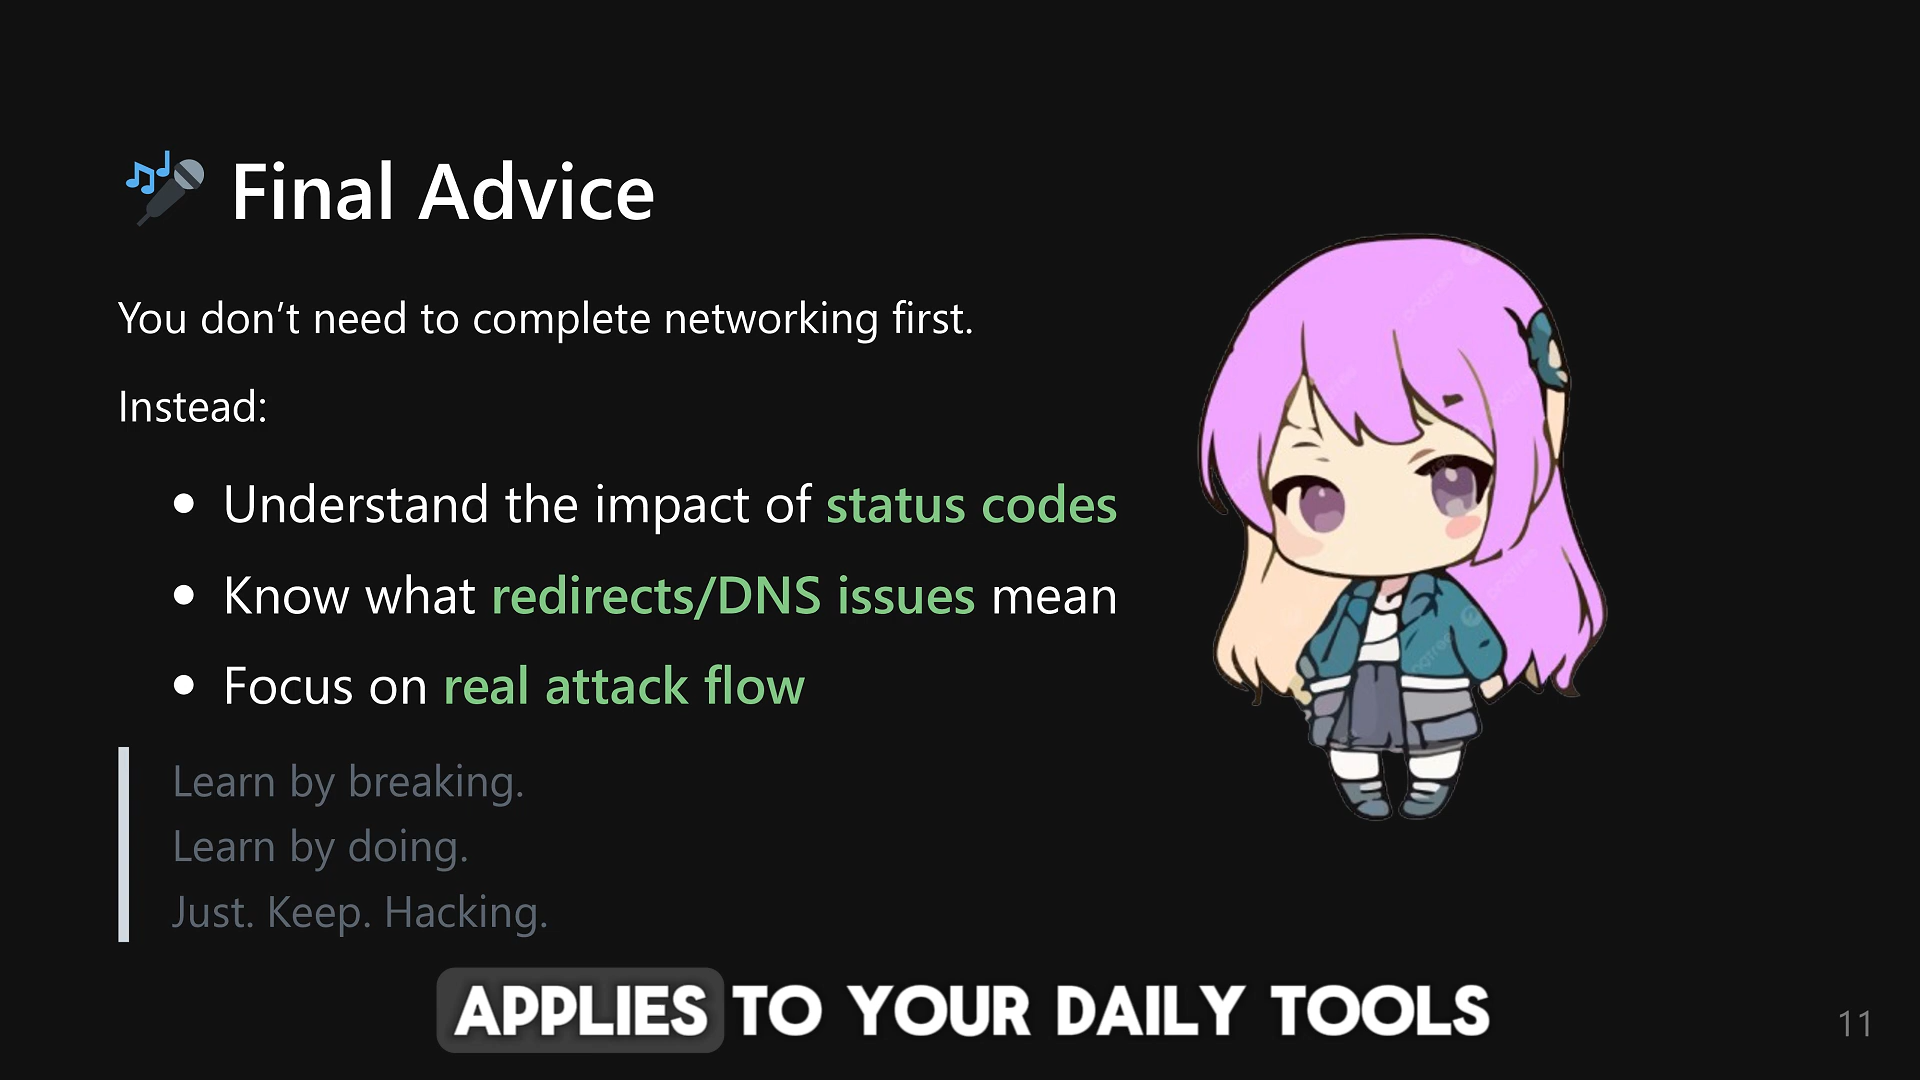 Final Advice
You don’t need to complete networking first.
Instead:
• Understand the impact of status codes
• Know what redirects/DNS issues mean
• Focus on real attack flow
Learn by breaking.
Learn by doing.
Just. Keep. Hacking.
APPLIES TO YOUR DAILY TOOLS
11